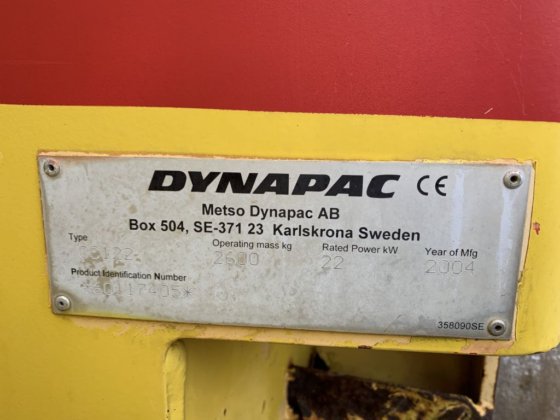 DYNAPAC CE
Metso Dynapac AB
Box 504, SE-371 23 Karlskrona Sweden
Type Operating mass kg Rated Power kW Year of Mfg
2600 22 2004
Product Identification Number
358090SE